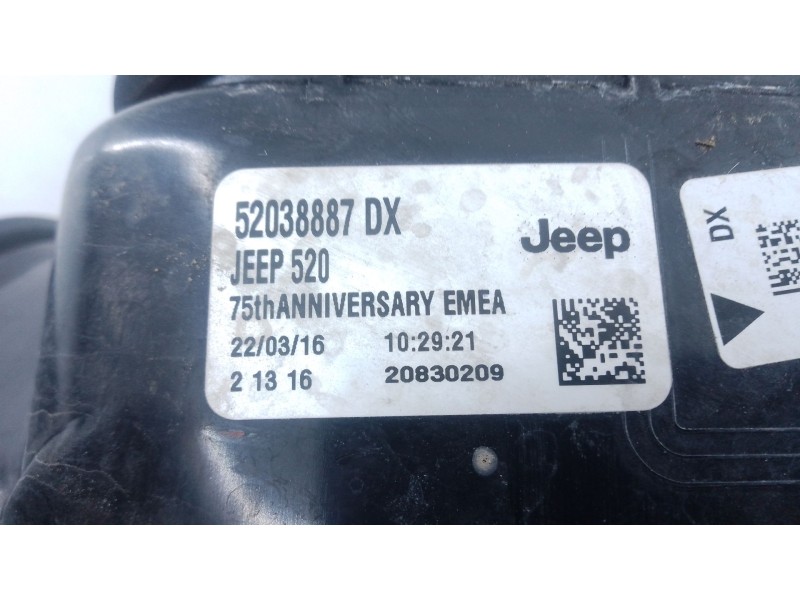 52038887 DX
Jeep
JEEP 520
75thANNIVERSARY EMEA
22/03/16 10:29:21
2 13 16 20830209
DX